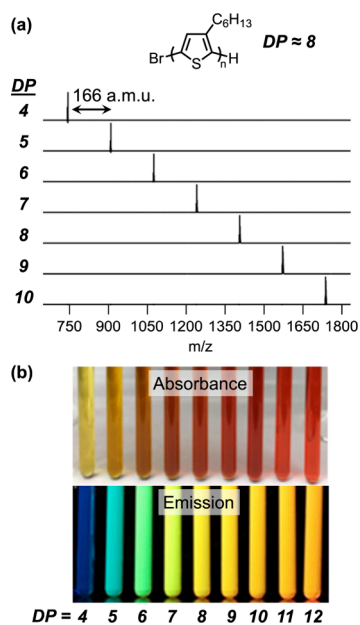 (a)
C6H13
Br
S
n
H
DP ≈ 8
DP
166 a.m.u.
4
5
6
7
8
9
10
750 900 1050 1200 1350 1500 1650 1800
m/z
(b)
Absorbance
Emission
DP = 4 5 6 7 8 9 10 11 12